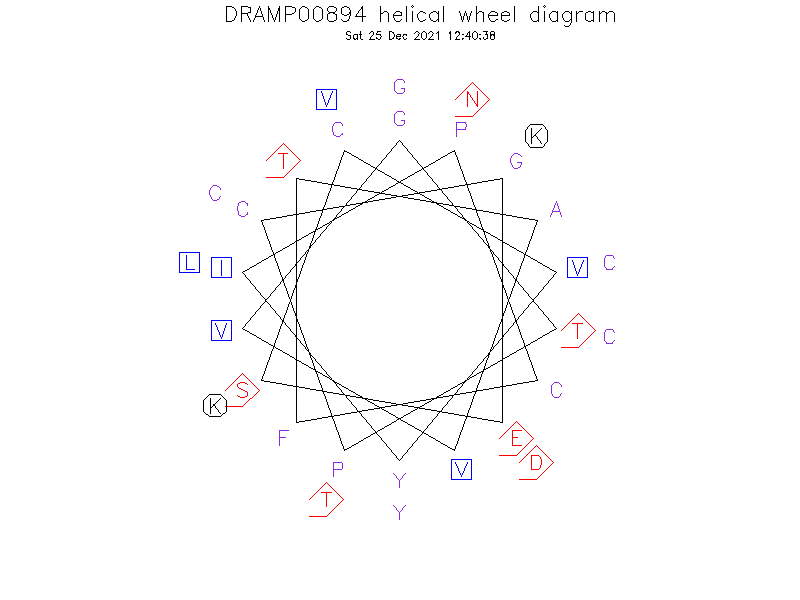 DRAMP00894 helical wheel diagram
Sat 25 Dec 2021 12:40:38
G
V N
G
C P K
T G
C
C A
L I V C
V T C
S C
K
F E
P V D
Y
T
Y